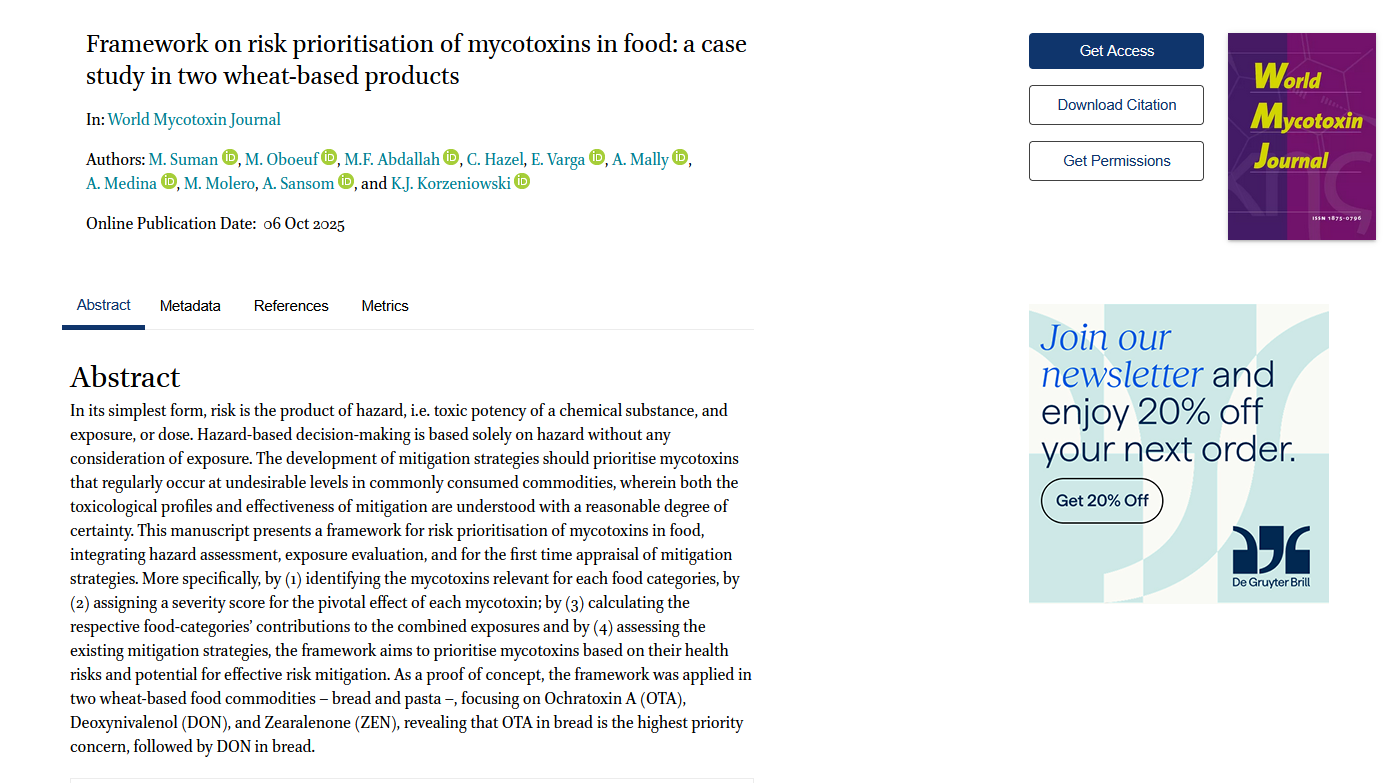 Framework on risk prioritisation of mycotoxins in food: a case
study in two wheat-based products
In: World Mycotoxin Journal
Authors: M. Suman iD, M. Oboeuf iD, M.F. Abdallah iD, C. Hazel, E. Varga iD, A. Mally iD,
A. Medina iD, M. Molero, A. Sansom iD, and K.J. Korzeniowski iD
Online Publication Date: 06 Oct 2025
Get Access
Download Citation
Get Permissions
World
Mycotoxin
Journal
ISSN 1875-0796
Abstract Metadata References Metrics
Abstract
In its simplest form, risk is the product of hazard, i.e. toxic potency of a chemical substance, and
exposure, or dose. Hazard-based decision-making is based solely on hazard without any
consideration of exposure. The development of mitigation strategies should prioritise mycotoxins
that regularly occur at undesirable levels in commonly consumed commodities, wherein both the
toxicological profiles and effectiveness of mitigation are understood with a reasonable degree of
certainty. This manuscript presents a framework for risk prioritisation of mycotoxins in food,
integrating hazard assessment, exposure evaluation, and for the first time appraisal of mitigation
strategies. More specifically, by (1) identifying the mycotoxins relevant for each food categories, by
(2) assigning a severity score for the pivotal effect of each mycotoxin; by (3) calculating the
respective food-categories’ contributions to the combined exposures and by (4) assessing the
existing mitigation strategies, the framework aims to prioritise mycotoxins based on their health
risks and potential for effective risk mitigation. As a proof of concept, the framework was applied in
two wheat-based food commodities – bread and pasta –, focusing on Ochratoxin A (OTA),
Deoxynivalenol (DON), and Zearalenone (ZEN), revealing that OTA in bread is the highest priority
concern, followed by DON in bread.
Join our
newsletter and
enjoy 20% off
your next order.
Get 20% Off
De Gruyter Brill